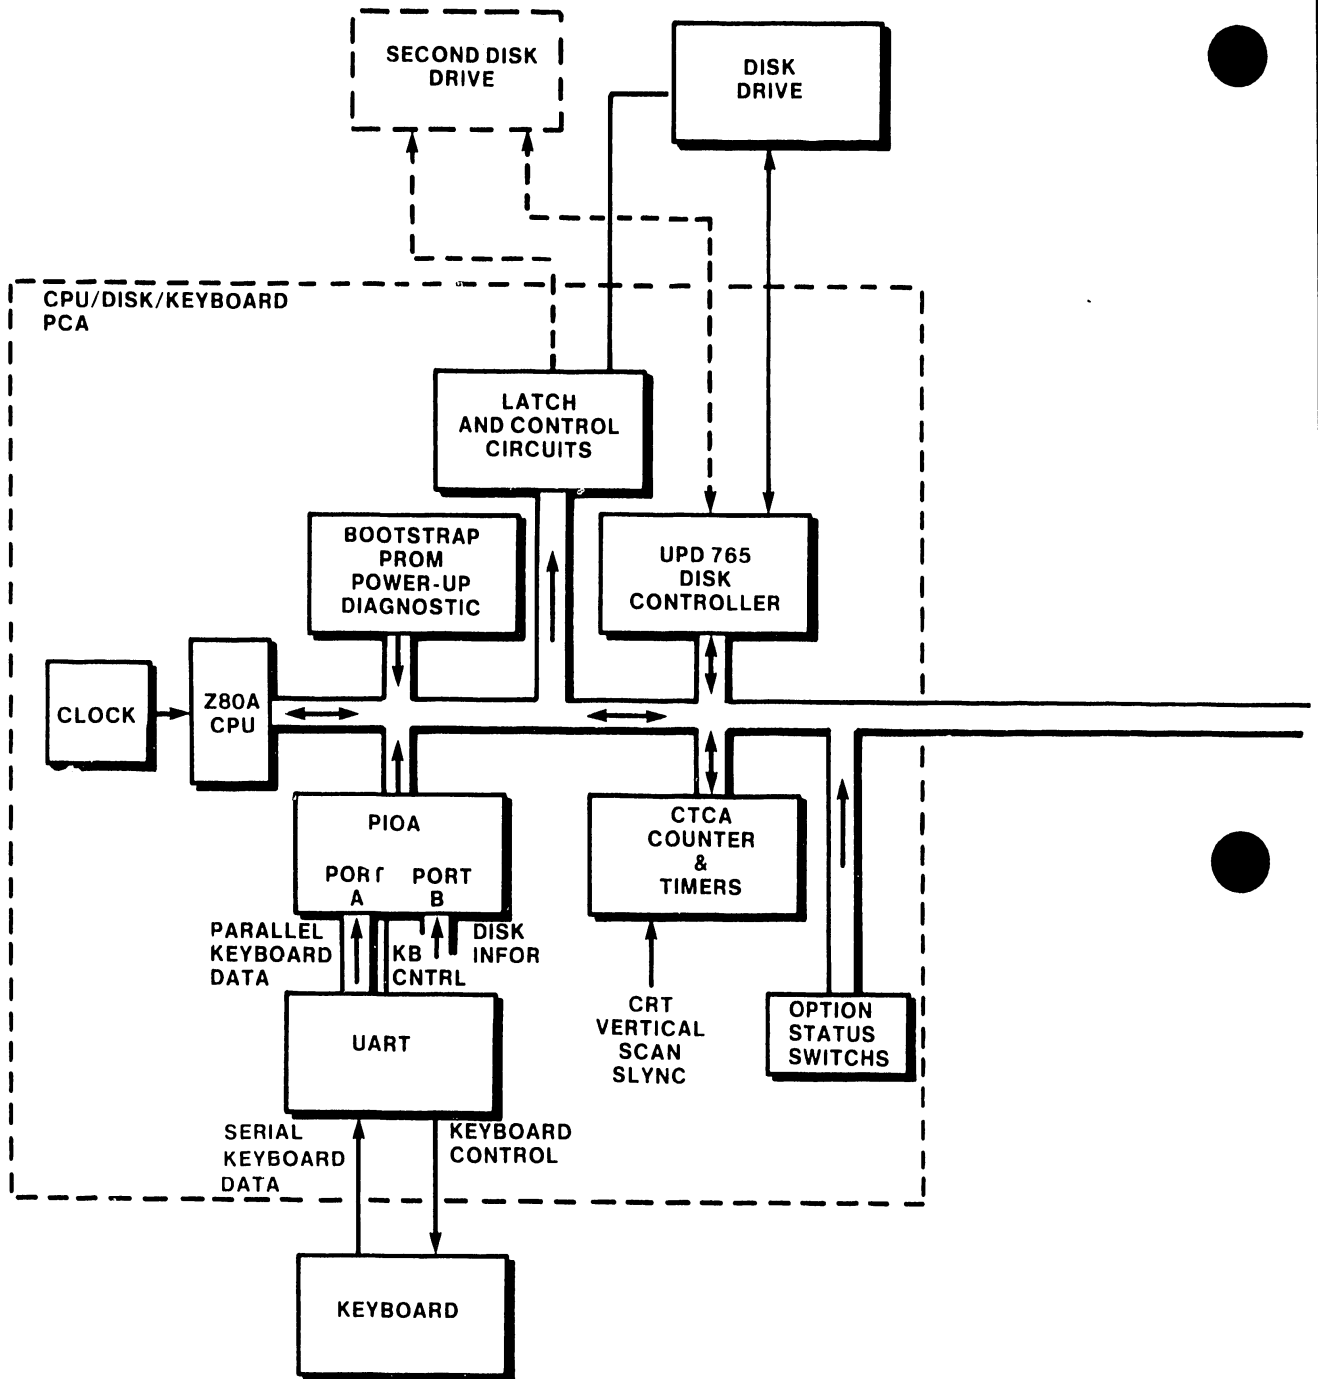 SECOND DISK
DRIVE
DISK
DRIVE
CPU/DISK/KEYBOARD
PCA
LATCH
AND CONTROL
CIRCUITS
BOOTSTRAP
PROM
POWER-UP
DIAGNOSTIC
UPD 765
DISK
CONTROLLER
CLOCK
Z80A
CPU
PIOA
PORT
A
PORT
B
CTCA
COUNTER
&
TIMERS
PARALLEL
KEYBOARD
DATA
KB
CNTRL
DISK
INFOR
UART
CRT
VERTICAL
SCAN
SLYNC
OPTION
STATUS
SWITCHS
SERIAL
KEYBOARD
DATA
KEYBOARD
CONTROL
KEYBOARD